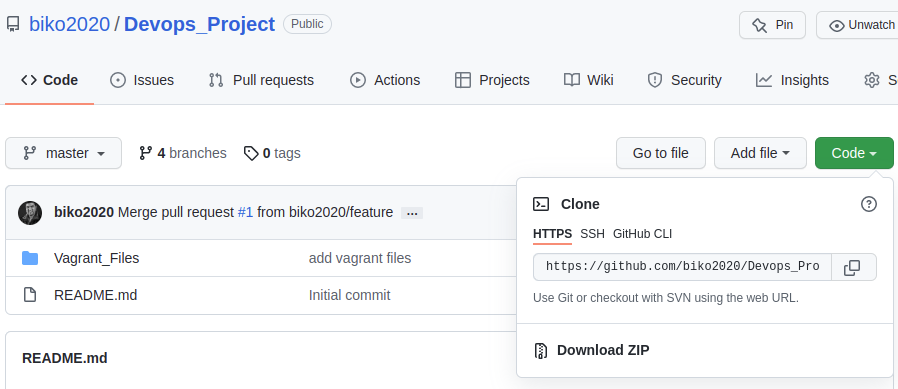 biko2020 / Devops_Project Public Pin Unwatch
Code Issues Pull requests Actions Projects Wiki Security Insights S
master 4 branches 0 tags Go to file Add file Code
biko2020 Merge pull request #1 from biko2020/feature ...
Vagrant_Files add vagrant files
README.md Initial commit
README.md
Clone
HTTPS SSH GitHub CLI
https://github.com/biko2020/Devops_Pro
Use Git or checkout with SVN using the web URL.
Download ZIP